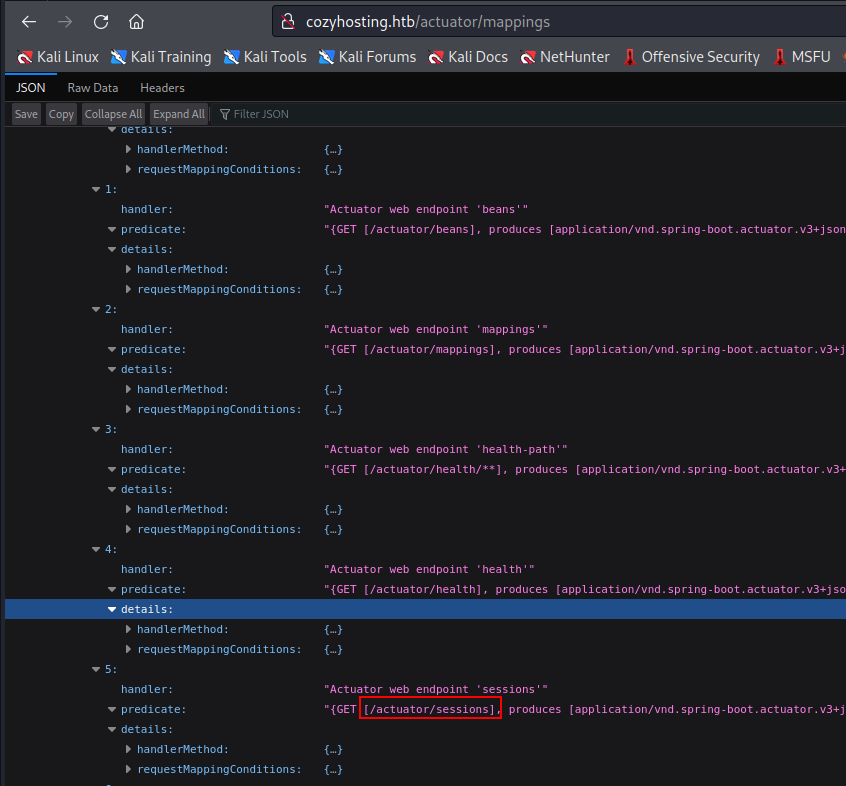 cozyhosting.htb/actuator/mappings
Kali Linux Kali Training Kali Tools Kali Forums Kali Docs NetHunter Offensive Security MSFU
JSON Raw Data Headers
Save Copy Collapse All Expand All Filter JSON
details:
handlerMethod: {…}
requestMappingConditions: {…}
1:
handler: "Actuator web endpoint 'beans'"
predicate: "{GET [/actuator/beans], produces [application/vnd.spring-boot.actuator.v3+json
details:
handlerMethod: {…}
requestMappingConditions: {…}
2:
handler: "Actuator web endpoint 'mappings'"
predicate: "{GET [/actuator/mappings], produces [application/vnd.spring-boot.actuator.v3+j
details:
handlerMethod: {…}
requestMappingConditions: {…}
3:
handler: "Actuator web endpoint 'health-path'"
predicate: "{GET [/actuator/health/**], produces [application/vnd.spring-boot.actuator.v3+
details:
handlerMethod: {…}
requestMappingConditions: {…}
4:
handler: "Actuator web endpoint 'health'"
predicate: "{GET [/actuator/health], produces [application/vnd.spring-boot.actuator.v3+jso
details:
handlerMethod: {…}
requestMappingConditions: {…}
5:
handler: "Actuator web endpoint 'sessions'"
predicate: "{GET [/actuator/sessions], produces [application/vnd.spring-boot.actuator.v3+j
details:
handlerMethod: {…}
requestMappingConditions: {…}